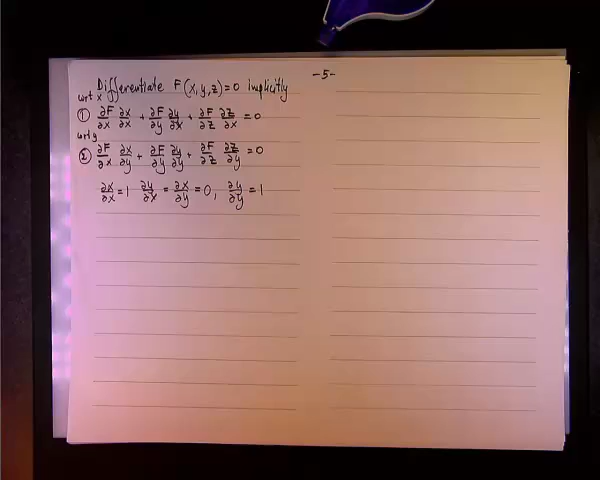 -5-
Differentiate F(x,y,z)=0 implicitly
wrt x
① ∂F/∂x ∂x/∂x + ∂F/∂y ∂y/∂x + ∂F/∂z ∂z/∂x = 0
wrt y
② ∂F/∂x ∂x/∂y + ∂F/∂y ∂y/∂y + ∂F/∂z ∂z/∂y = 0
∂x/∂x = 1 ∂y/∂x = ∂x/∂y = 0, ∂y/∂y = 1